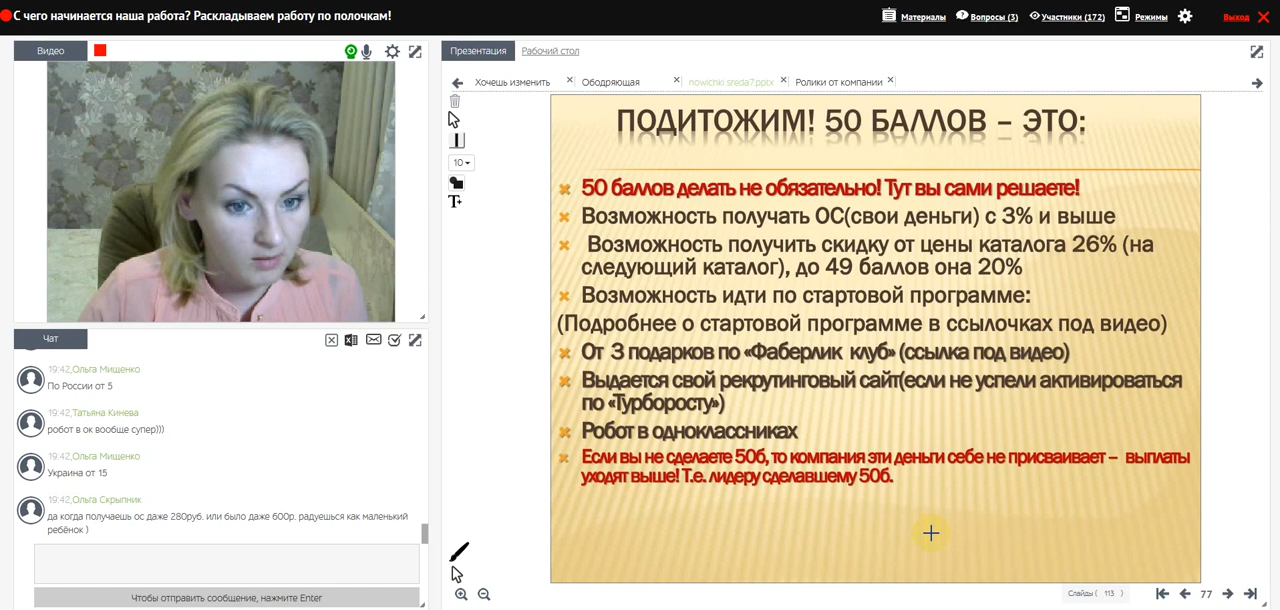 С чего начинается наша работа? Раскладываем работу по полочкам!
Материалы
Вопросы (3)
Участники (172)
Режимы
Выход
Видео
Презентация
Рабочий стол
Хочешь изменить
Ободряющая
nowichki sreda7.pptx
Ролики от компании
10
ПОДИТОЖИМ! 50 БАЛЛОВ – ЭТО:
50 баллов делать не обязательно! Тут вы сами решаете!
Возможность получать ОС(свои деньги) с 3% и выше
Возможность получить скидку от цены каталога 26% (на
следующий каталог), до 49 баллов она 20%
Возможность идти по стартовой программе:
(Подробнее о стартовой программе в ссылочках под видео)
От 3 подарков по «Фаберлик клуб» (ссылка под видео)
Выдается свой рекрутинговый сайт(если не успели активироваться
по «Турборосту»)
Робот в одноклассниках
Если вы не сделаете 50б, то компания эти деньги себе не присваивает – выплаты
уходят выше! Т.е. лидеру сделавшему 50б.
Чат
19:42,Ольга Мищенко
По России от 5
19:42,Татьяна Кинева
робот в ок вообще супер)))
19:42,Ольга Мищенко
Украина от 15
19:42,Ольга Скрыпник
да когда получаешь ос даже 280руб. или было даже 600р. радуешься как маленький
ребёнок )
Чтобы отправить сообщение, нажмите Enter
Слайды ( 113 )
77